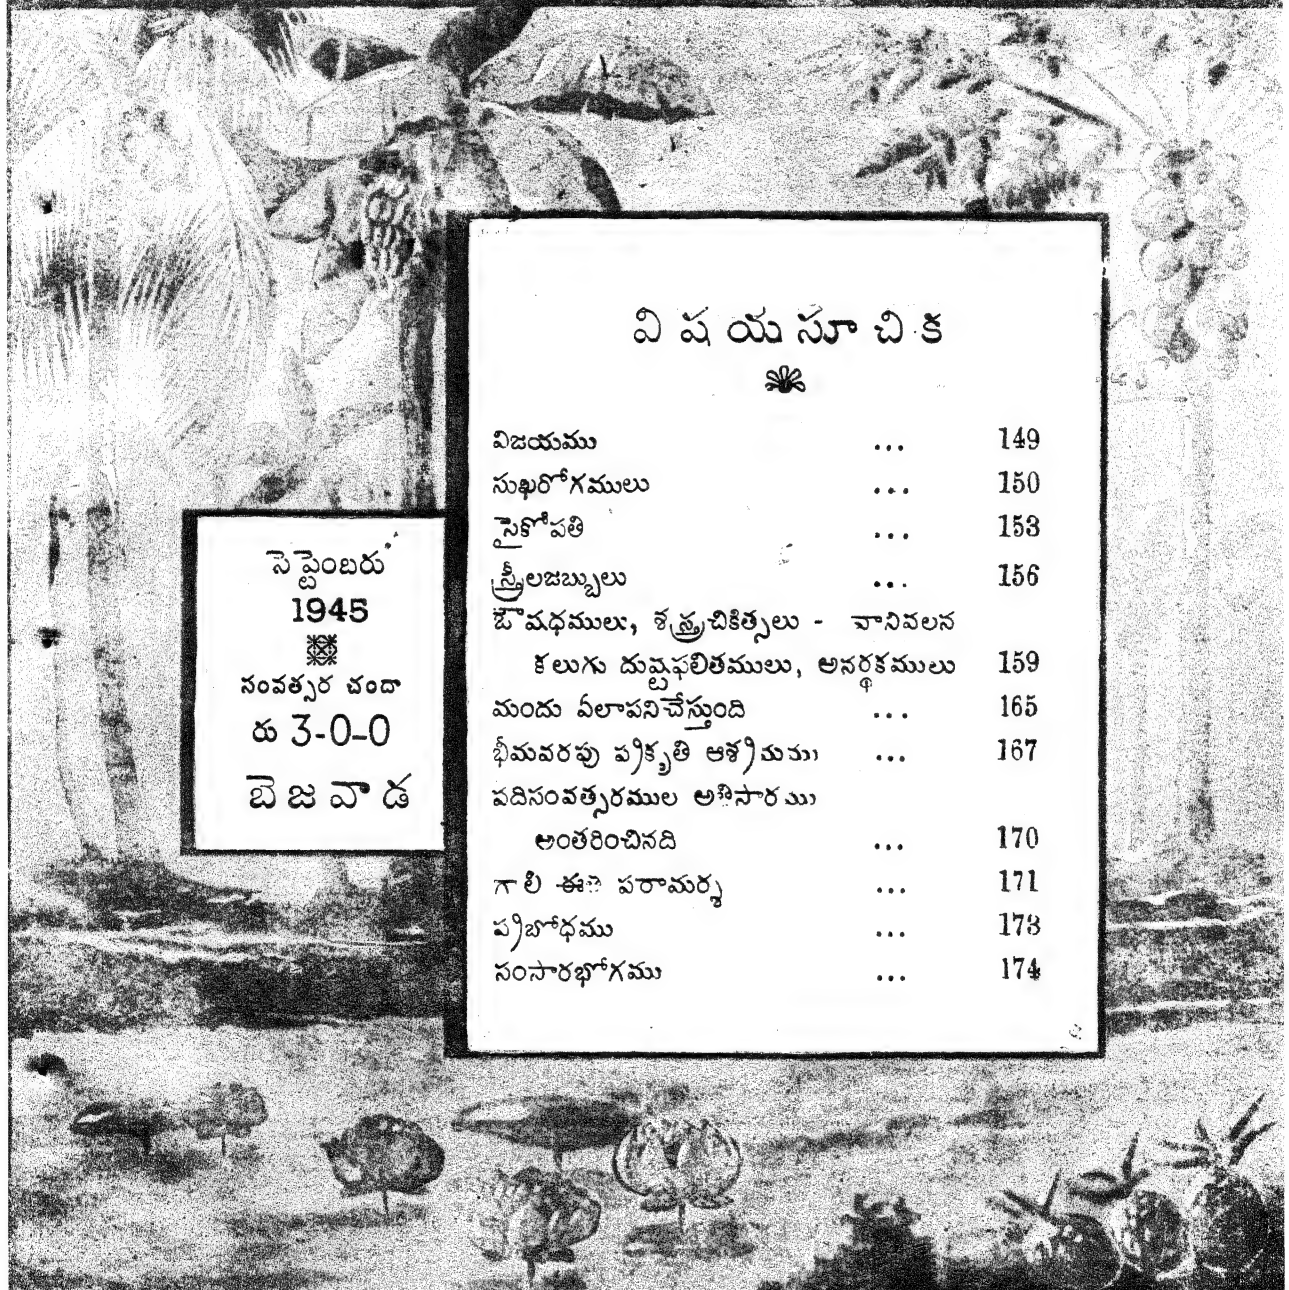 విషయసూచిక
విజయము ... 149
సుఖరోగములు ... 150
సైకోపతి ... 153
స్త్రీలజబ్బులు ... 156
ఔషధములు, శస్త్రచికిత్సలు - వానివలన
కలుగు దుష్టఫలితములు, అనర్థకములు 159
మందు ఏలాపనిచేస్తుంది ... 165
భీమవరపు ప్రకృతి ఆశ్రమము ... 167
పదిసంవత్సరముల అతిసారము
అంతరించినది ... 170
గాలి పరామర్శ ... 171
ప్రబోధము ... 173
సంసారభోగము ... 174
సెప్టెంబరు
1945
సంవత్సర చందా
రు 3-0-0
బెజవాడ